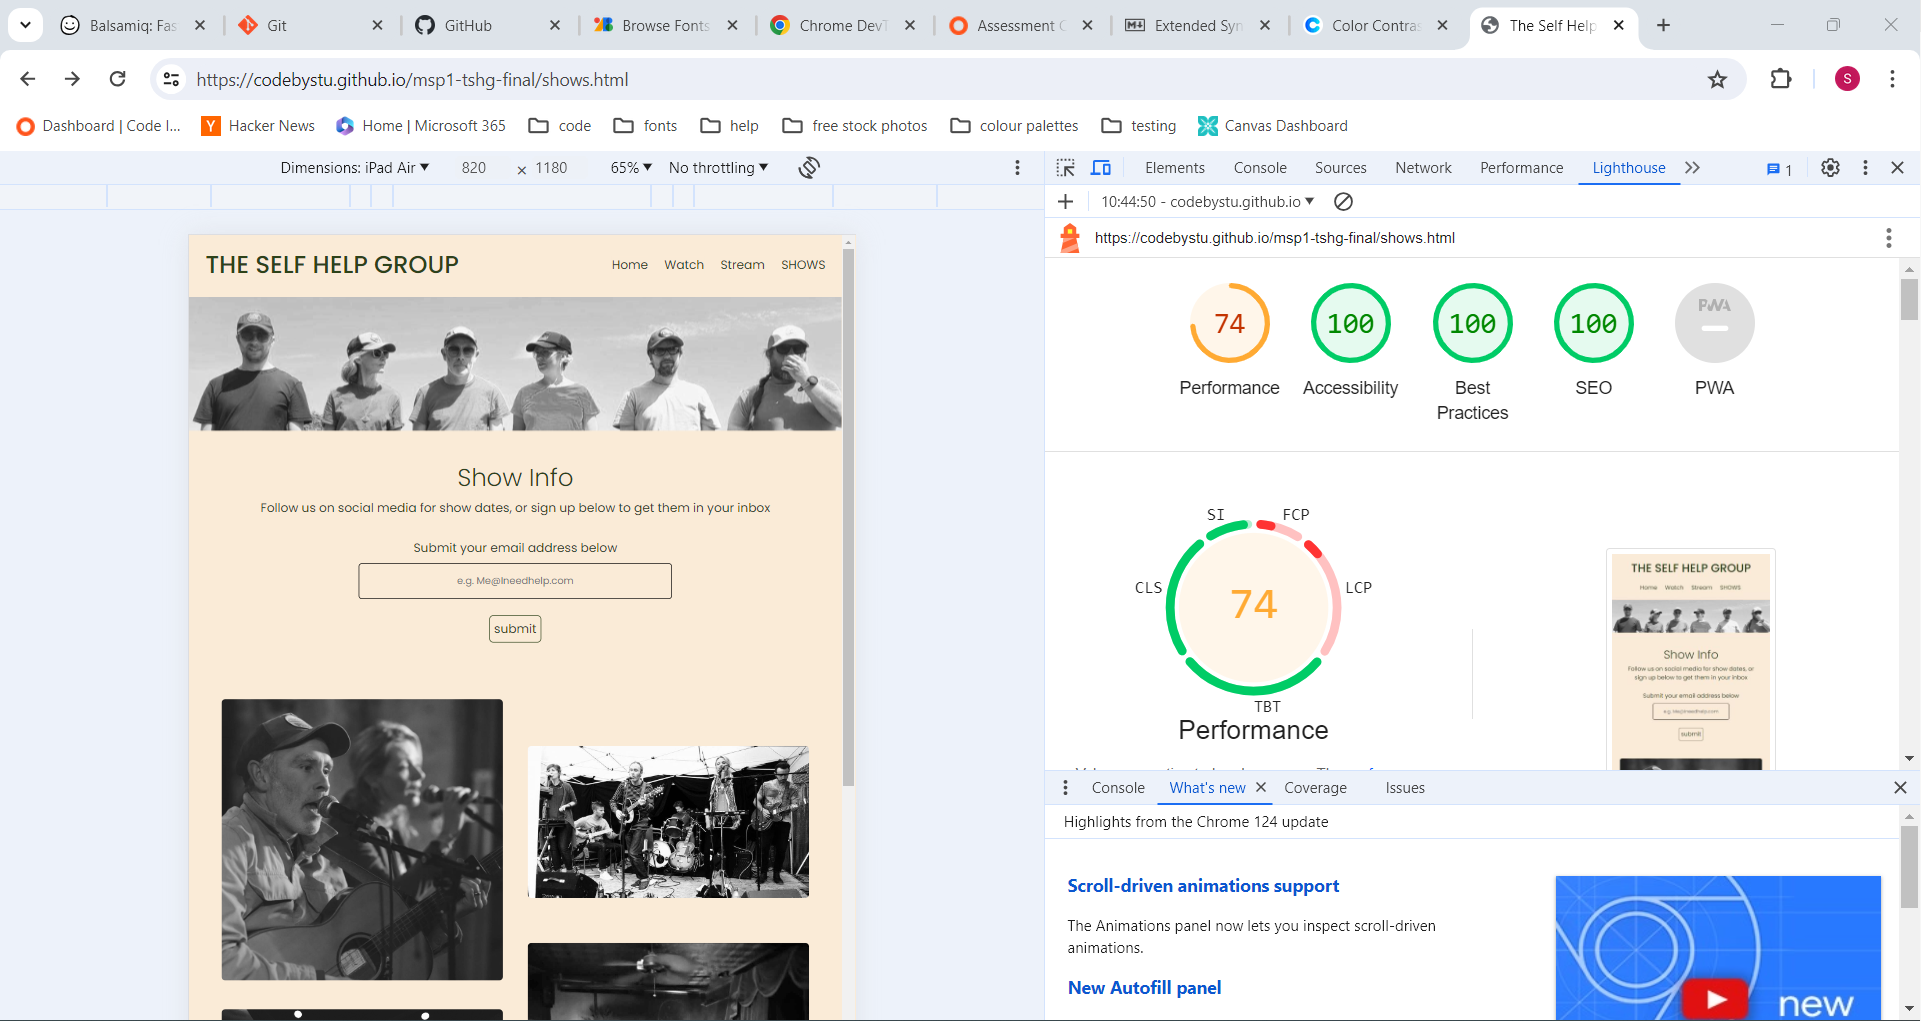 Balsamiq: Fas
Git
GitHub
Browse Fonts
Chrome DevT
Assessment C
Extended Syn
Color Contras
The Self Help
https://codebystu.github.io/msp1-tshg-final/shows.html
S
Dashboard | Code I...
Hacker News
Home | Microsoft 365
code
fonts
help
free stock photos
colour palettes
testing
Canvas Dashboard
Dimensions: iPad Air
820 × 1180
65%
No throttling
Elements
Console
Sources
Network
Performance
Lighthouse
1
10:44:50 - codebystu.github.io
https://codebystu.github.io/msp1-tshg-final/shows.html
THE SELF HELP GROUP
Home
Watch
Stream
SHOWS
Show Info
Follow us on social media for show dates, or sign up below to get them in your inbox
Submit your email address below
e.g. Me@Ineedhelp.com
submit
74
100
100
100
PWA
Performance
Accessibility
Best
Practices
SEO
PWA
SI
FCP
CLS
LCP
74
TBT
Performance
THE SELF HELP GROUP
Home
Watch
Stream
SHOWS
Show Info
Follow us on social media for show dates, or
sign up below to get them in your inbox
Submit your email address below
e.g. Me@Ineedhelp.com
submit
Console
What's new
Coverage
Issues
Highlights from the Chrome 124 update
Scroll-driven animations support
The Animations panel now lets you inspect scroll-driven
animations.
New Autofill panel
new